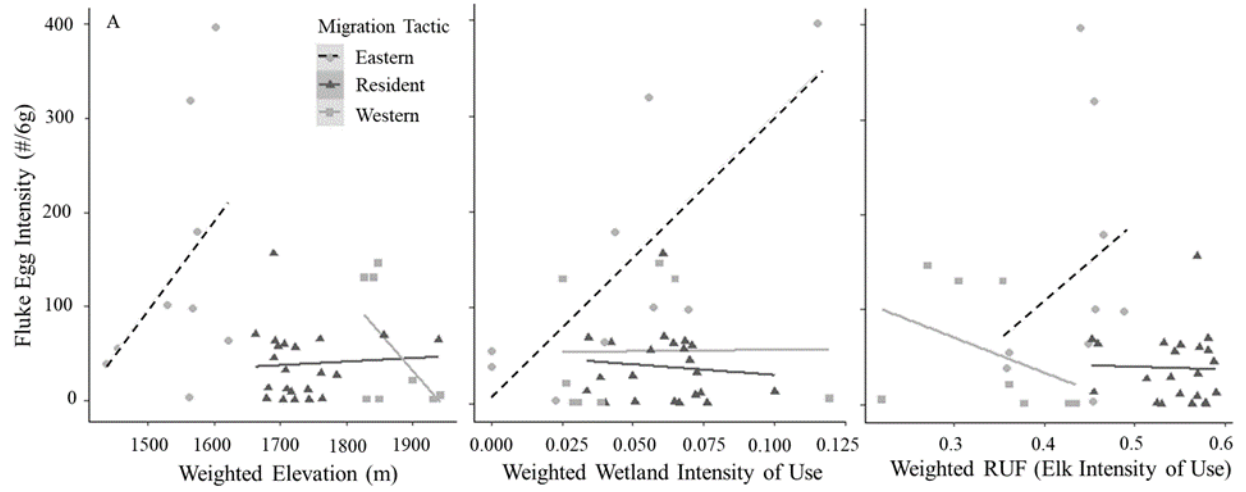 A
Migration Tactic
Eastern
Resident
Western
Fluke Egg Intensity (#/6g)
400
300
200
100
0
1500 1600 1700 1800 1900
Weighted Elevation (m)
0.000 0.025 0.050 0.075 0.100 0.125
Weighted Wetland Intensity of Use
0.3 0.4 0.5 0.6
Weighted RUF (Elk Intensity of Use)